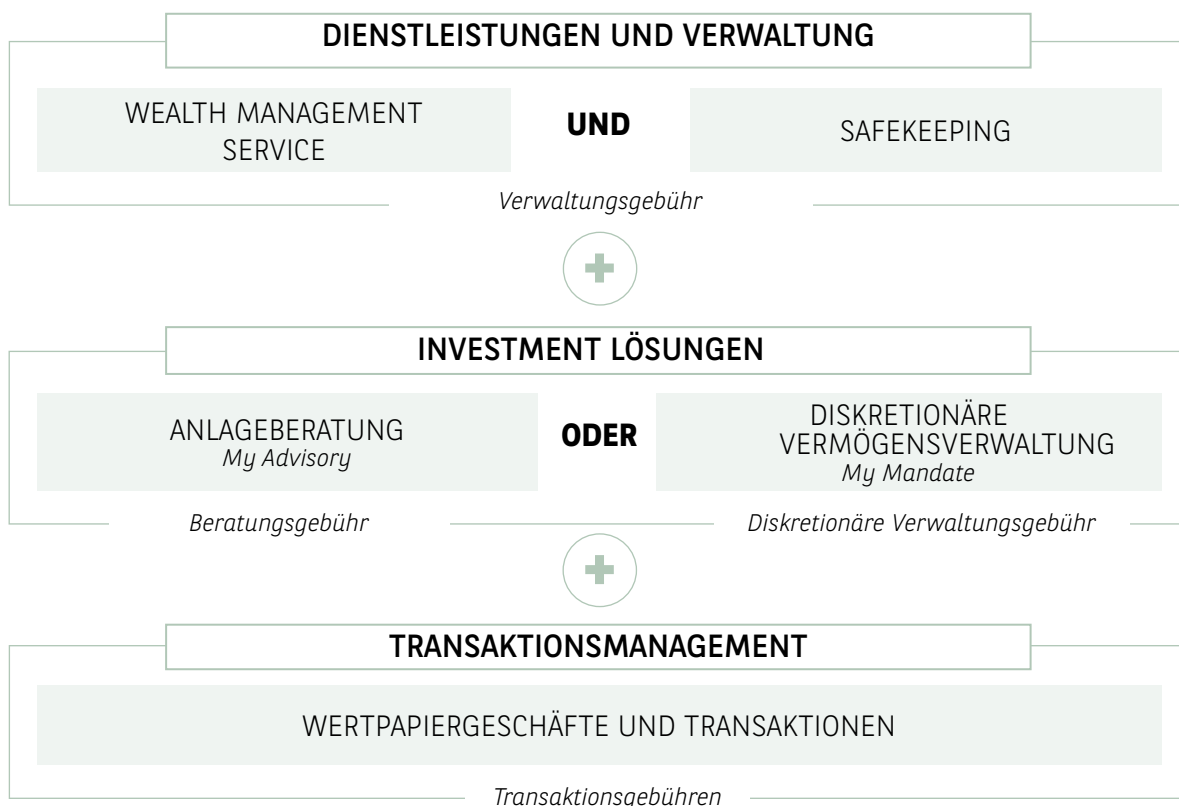 DIENSTLEISTUNGEN UND VERWALTUNG
WEALTH MANAGEMENT
SERVICE
UND
SAFEKEEPING
Verwaltungsgebühr
INVESTMENT LÖSUNGEN
ANLAGEBERATUNG
My Advisory
ODER
DISKRETIONÄRE
VERMÖGENSVERWALTUNG
My Mandate
Beratungsgebühr
Diskretionäre Verwaltungsgebühr
TRANSAKTIONSMANAGEMENT
WERTPAPIERGESCHÄFTE UND TRANSAKTIONEN
Transaktionsgebühren